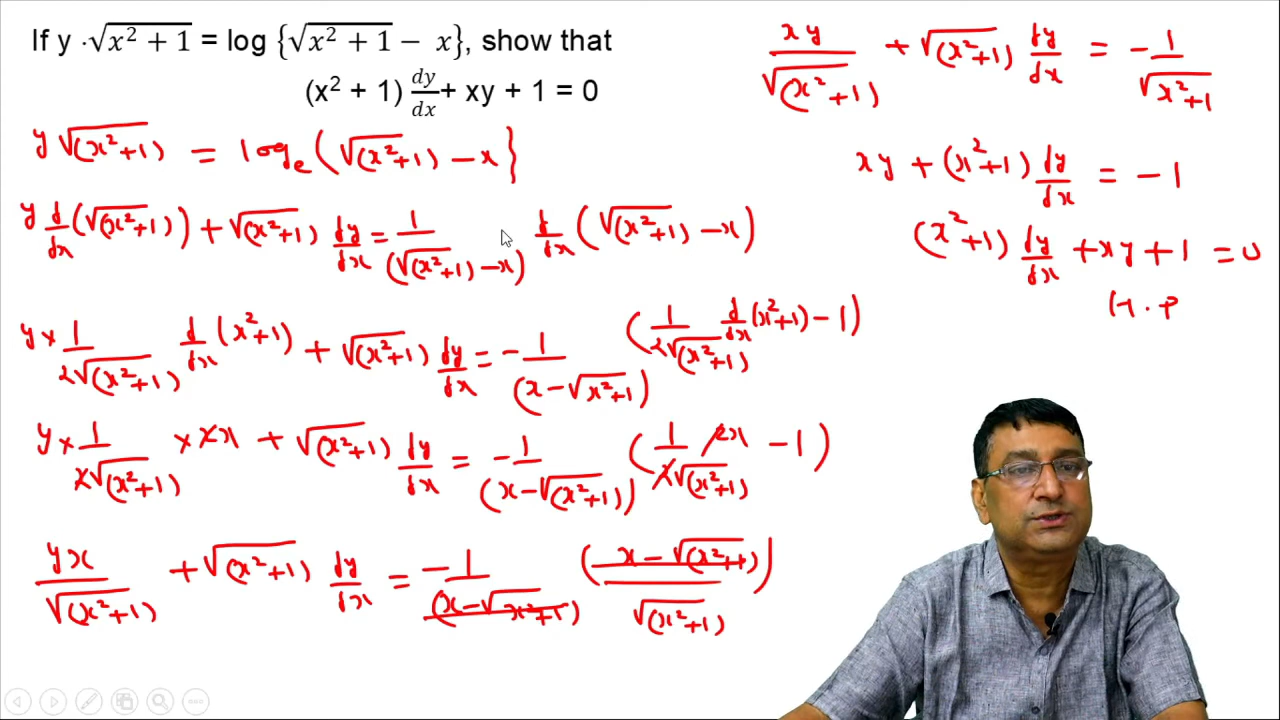 If y ·√(x² + 1) = log {√(x² + 1) − x}, show that
(x² + 1) dy/dx + xy + 1 = 0
y √(x²+1) = log_e (√(x²+1) − x}
y d/dx (√(x²+1)) + √(x²+1) dy/dx = 1/(√(x²+1) − x) d/dx (√(x²+1) − x)
y × 1/(2√(x²+1)) d/dx (x²+1) + √(x²+1) dy/dx = − 1/(x − √(x²+1)) (1/(2√(x²+1)) d/dx (x²+1) − 1)
y × 1/(2√(x²+1)) × 2x + √(x²+1) dy/dx = − 1/(x − √(x²+1)) (1/(2√(x²+1)) 2x − 1)
yx/√(x²+1) + √(x²+1) dy/dx = − 1/(x − √(x²+1)) ((x − √(x²+1))/√(x²+1))
xy/√(x²+1) + √(x²+1) dy/dx = − 1/√(x²+1)
xy + (x²+1) dy/dx = −1
(x²+1) dy/dx + xy + 1 = 0
H.P